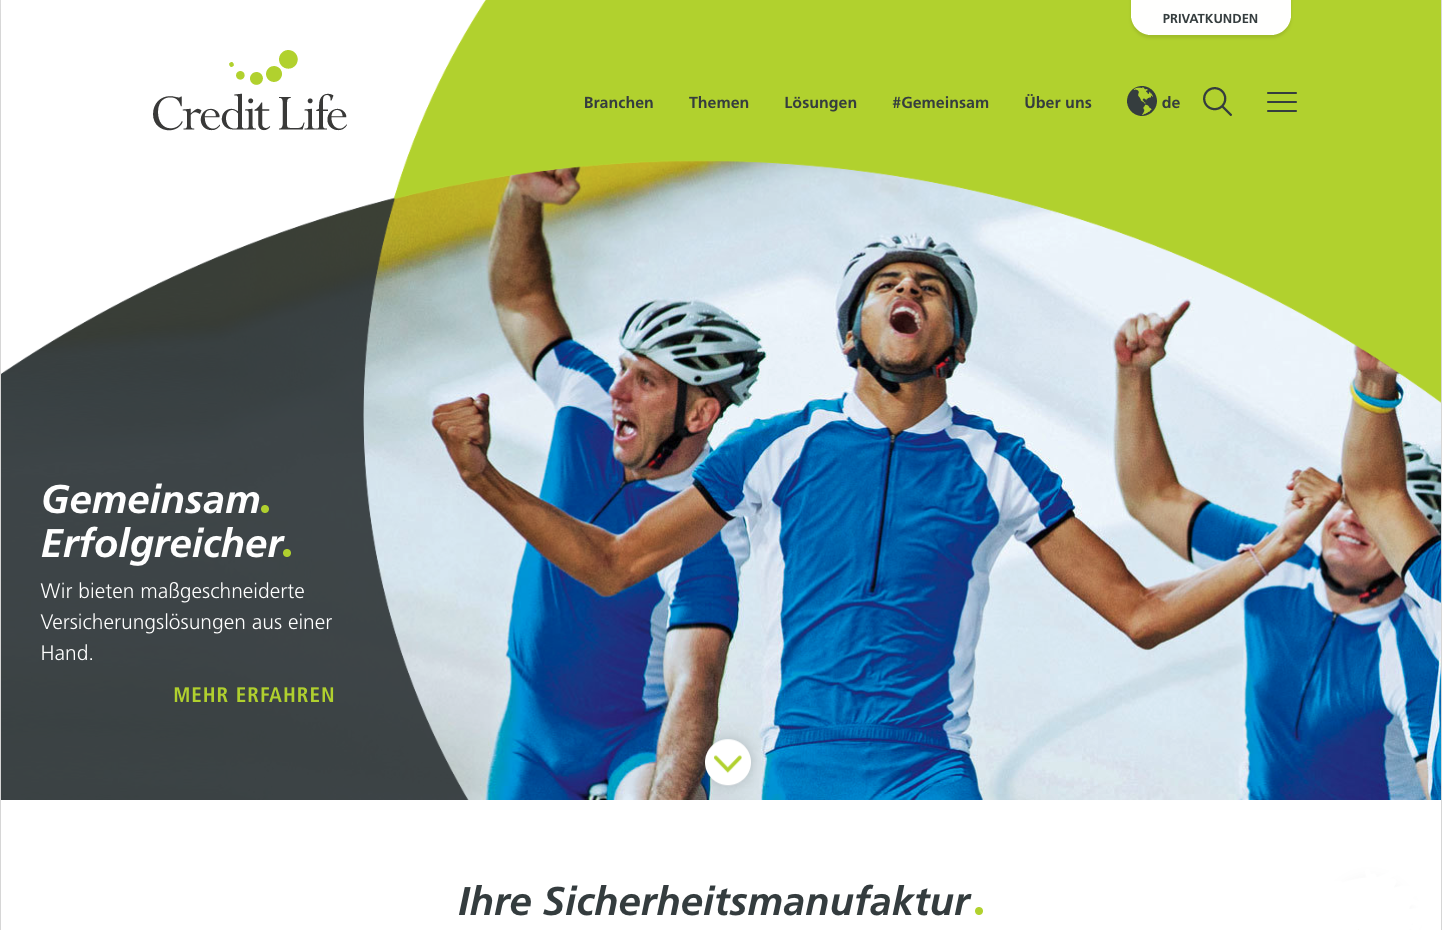 PRIVATKUNDEN
Credit Life
Branchen Themen Lösungen #Gemeinsam Über uns de
Gemeinsam.
Erfolgreicher.
Wir bieten maßgeschneiderte
Versicherungslösungen aus einer
Hand.
MEHR ERFAHREN
Ihre Sicherheitsmanufaktur.